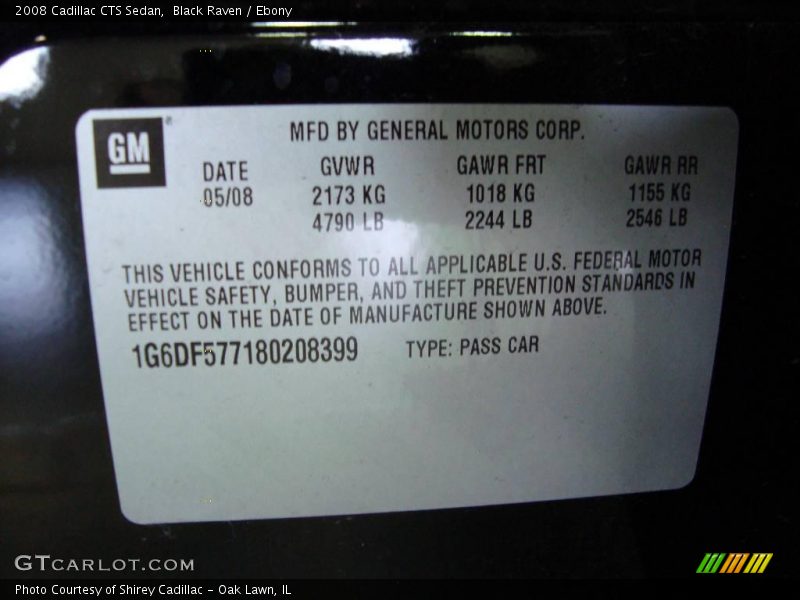 2008 Cadillac CTS Sedan, Black Raven / Ebony
GM®
MFD BY GENERAL MOTORS CORP.
DATE GVWR GAWR FRT GAWR RR
05/08 2173 KG 1018 KG 1155 KG
4790 LB 2244 LB 2546 LB
THIS VEHICLE CONFORMS TO ALL APPLICABLE U.S. FEDERAL MOTOR
VEHICLE SAFETY, BUMPER, AND THEFT PREVENTION STANDARDS IN
EFFECT ON THE DATE OF MANUFACTURE SHOWN ABOVE.
1G6DF577180208399 TYPE: PASS CAR
GTCARLOT.COM
Photo Courtesy of Shirey Cadillac - Oak Lawn, IL